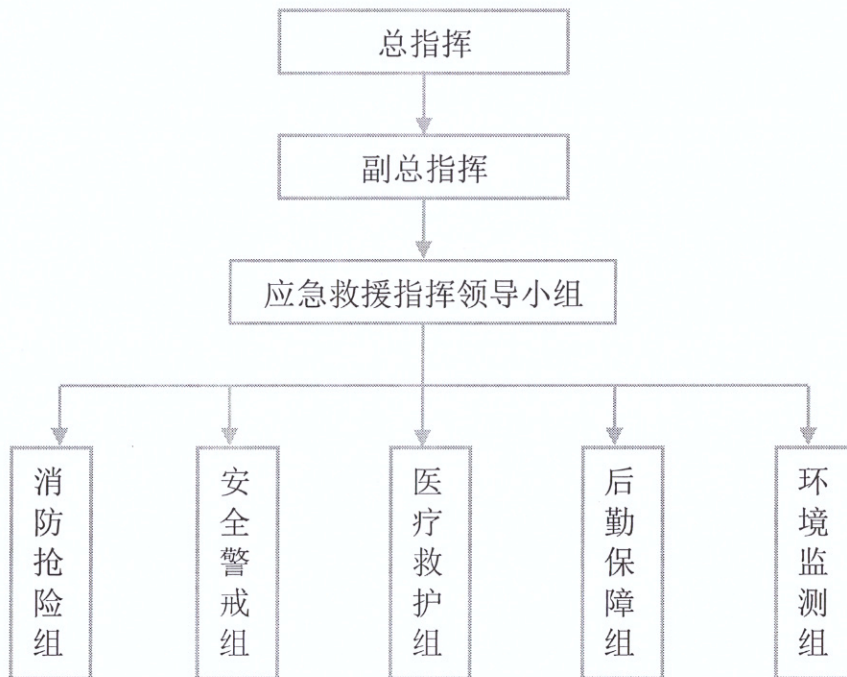 总指挥
副总指挥
应急救援指挥领导小组
消防抢险组
安全警戒组
医疗救护组
后勤保障组
环境监测组